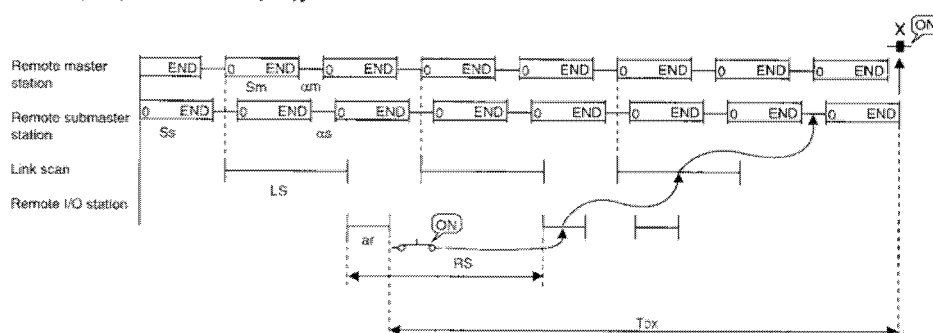 X ON
Remote master station
END 0 END 0 END 0 END 0 END 0 END 0 END 0 END
Sm αm
Remote submaster station
0 END 0 END 0 END 0 END 0 END 0 END 0 END 0 END
Ss αs
Link scan
LS
Remote I/O station
ON
ar
RS